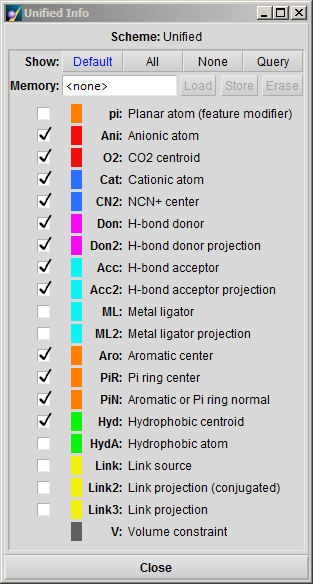 Unified Info
Scheme: Unified
Show: Default All None Query
Memory: <none> Load Store Erase
pi: Planar atom (feature modifier)
Ani: Anionic atom
O2: CO2 centroid
Cat: Cationic atom
CN2: NCN+ center
Don: H-bond donor
Don2: H-bond donor projection
Acc: H-bond acceptor
Acc2: H-bond acceptor projection
ML: Metal ligator
ML2: Metal ligator projection
Aro: Aromatic center
PiR: Pi ring center
PiN: Aromatic or Pi ring normal
Hyd: Hydrophobic centroid
HydA: Hydrophobic atom
Link: Link source
Link2: Link projection (conjugated)
Link3: Link projection
V: Volume constraint
Close